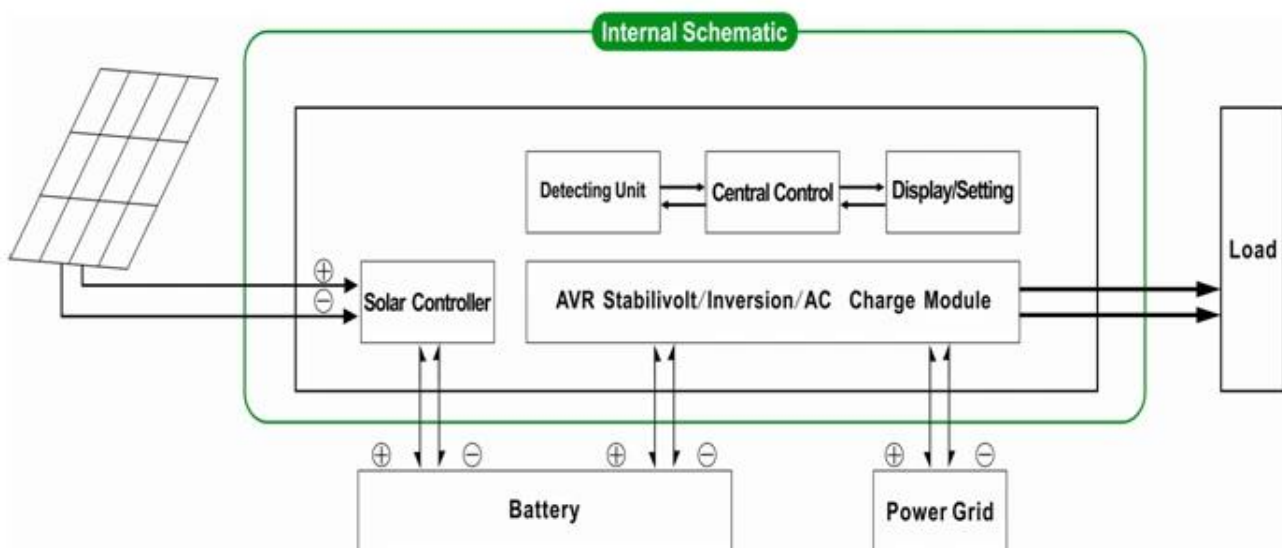 Internal Schematic
Detecting Unit
Central Control
Display/Setting
Load
⊕
⊖
Solar Controller
AVR Stabilivolt/Inversion/AC Charge Module
⊕ ⊖ ⊕ ⊖ ⊕ ⊖
Battery
Power Grid